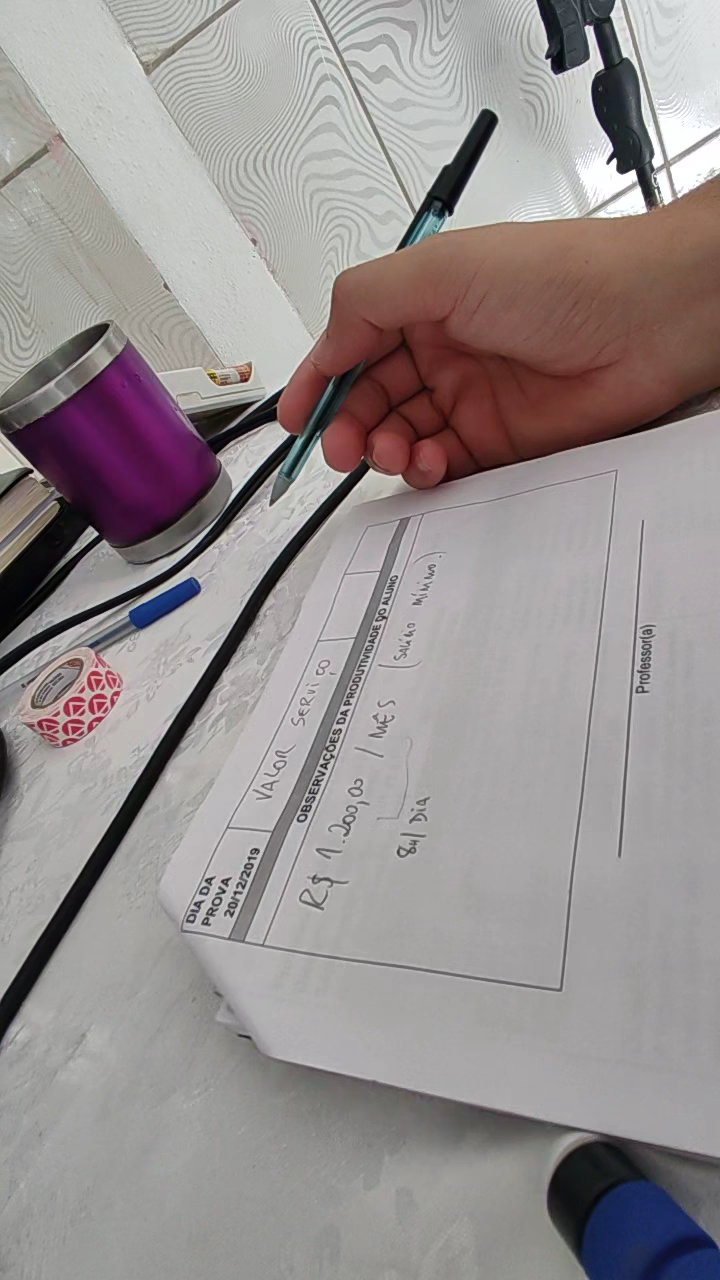 DIA DA
PROVA
20/12/2019
VALOR SERVIÇO
OBSERVAÇÕES DA PRODUTIVIDADE DO ALUNO
R$ 1.200,00 / MÊS (SALÁRIO MÍNIMO.)
8H/DIA
Professor(a)